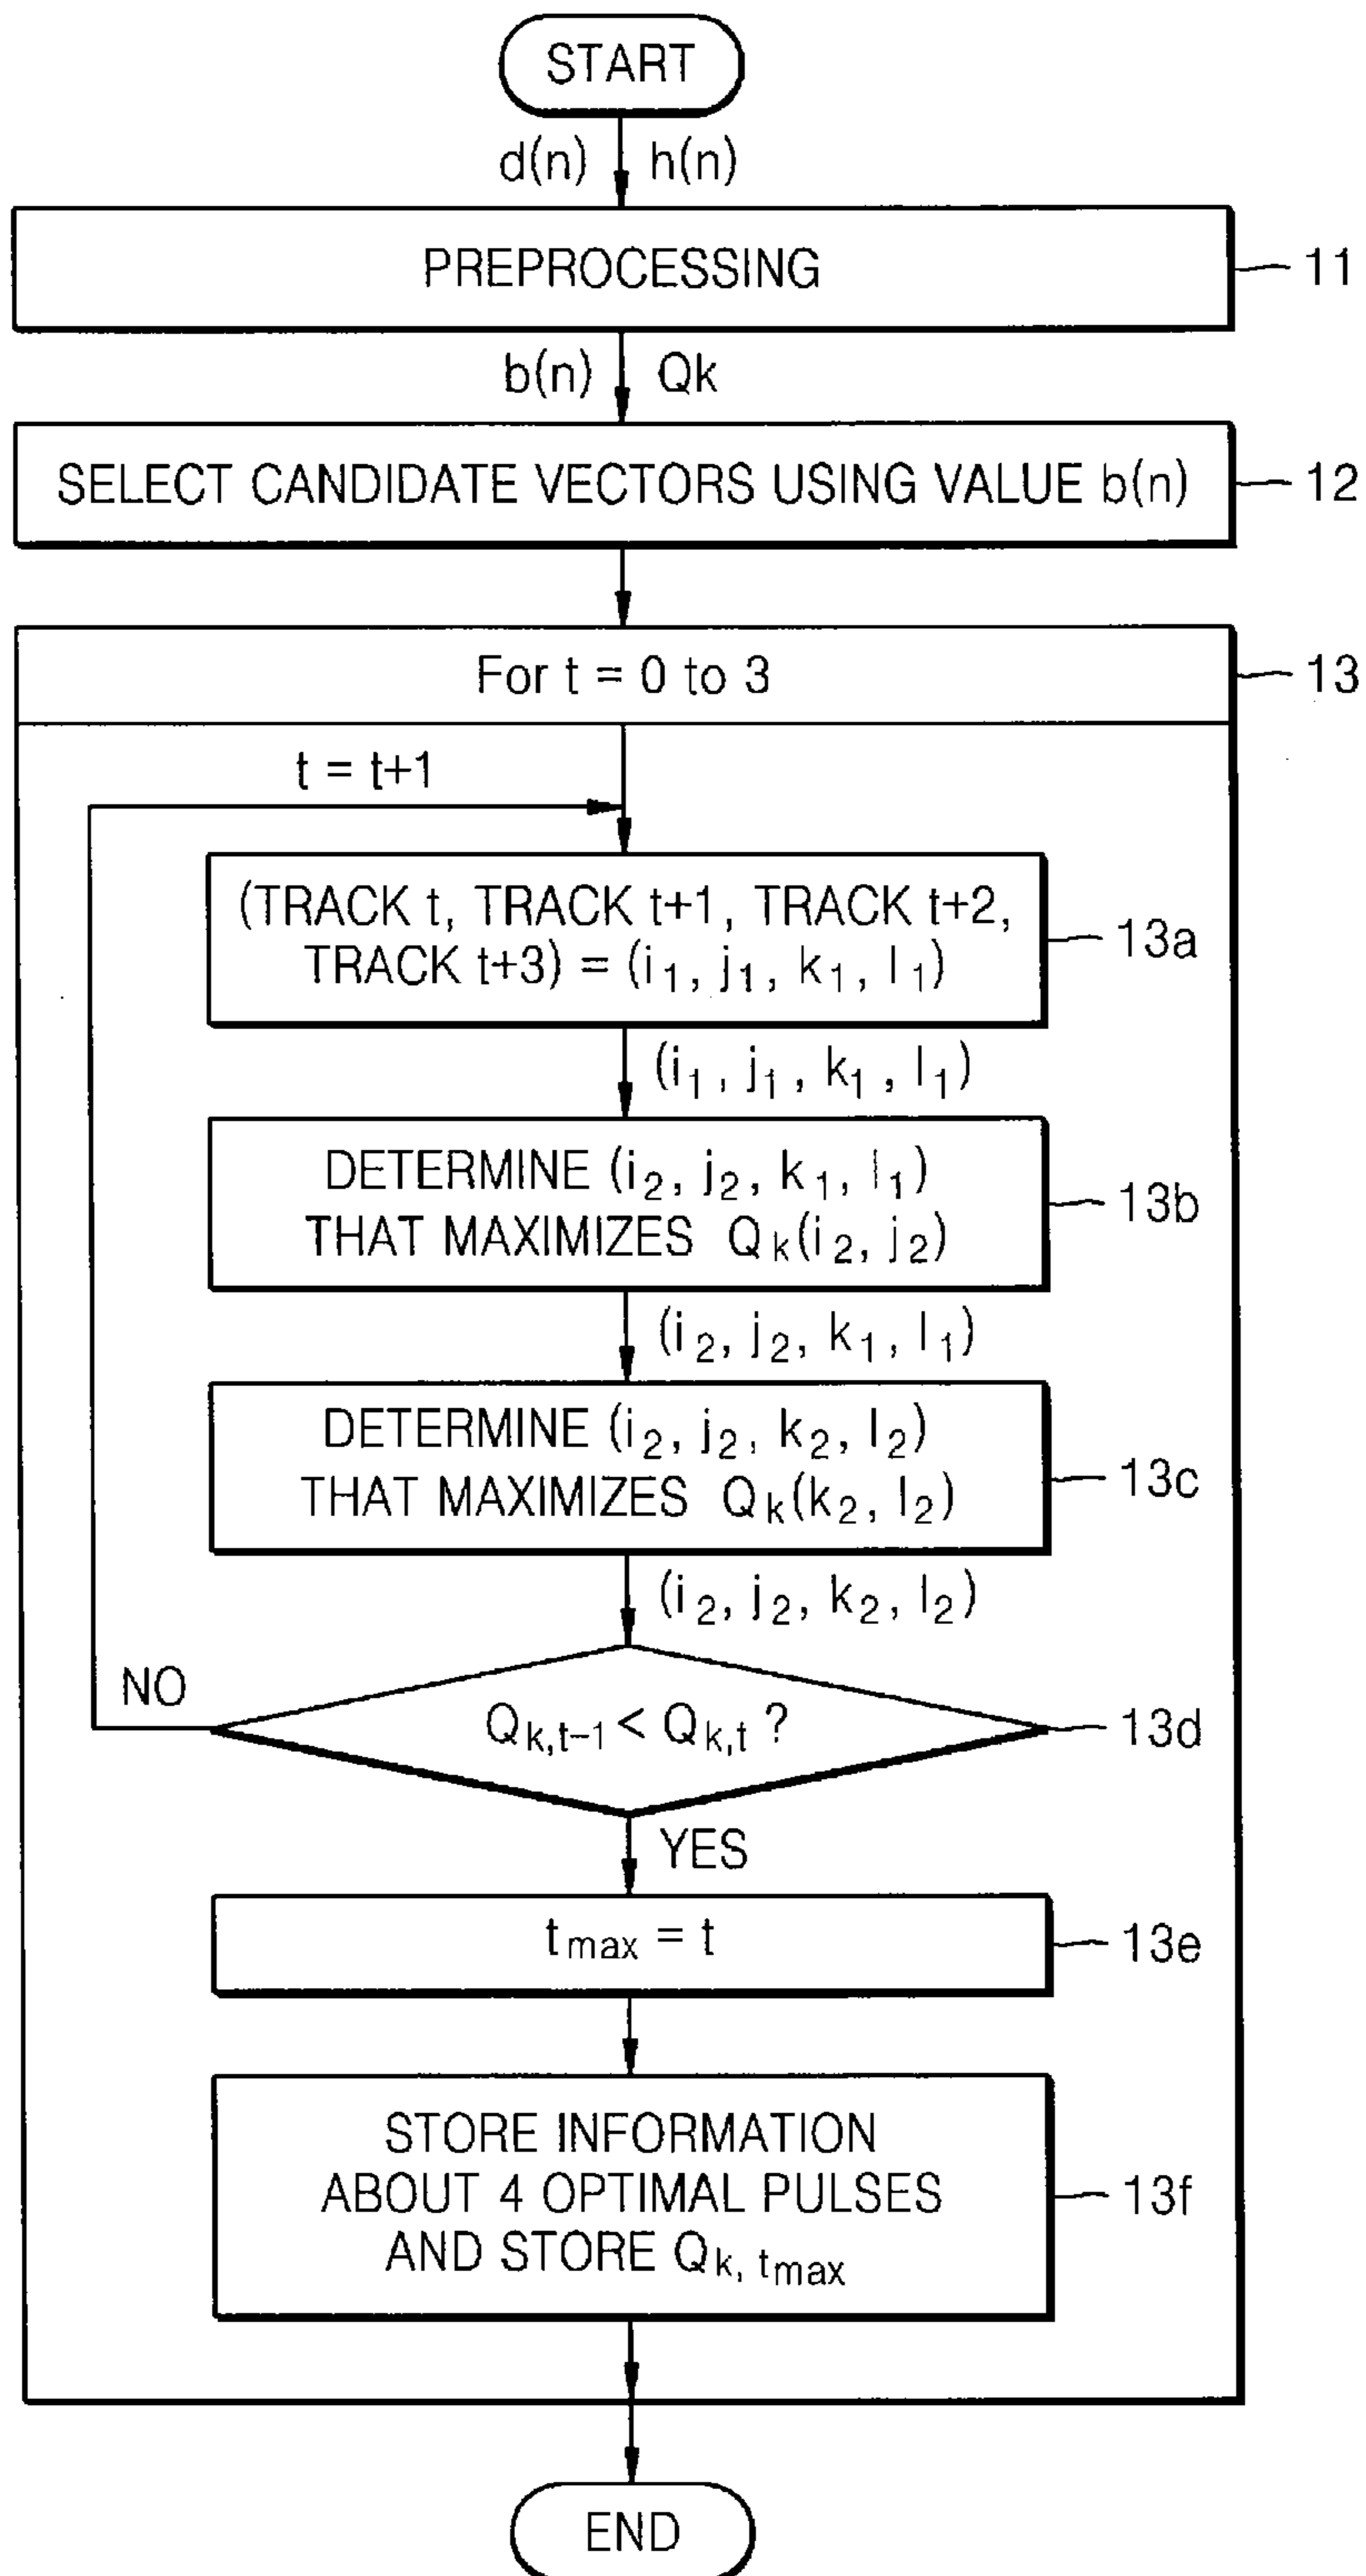 START
d(n) h(n)
PREPROCESSING 11
b(n) Qk
SELECT CANDIDATE VECTORS USING VALUE b(n) 12
For t = 0 to 3 13
t = t+1
(TRACK t, TRACK t+1, TRACK t+2,
TRACK t+3) = (i1, j1, k1, l1) 13a
(i1, j1, k1, l1)
DETERMINE (i2, j2, k1, l1)
THAT MAXIMIZES Qk(i2, j2) 13b
(i2, j2, k1, l1)
DETERMINE (i2, j2, k2, l2)
THAT MAXIMIZES Qk(k2, l2) 13c
(i2, j2, k2, l2)
NO
Qk,t-1 < Qk,t ? 13d
YES
tmax = t 13e
STORE INFORMATION
ABOUT 4 OPTIMAL PULSES 13f
AND STORE Qk, tmax
END